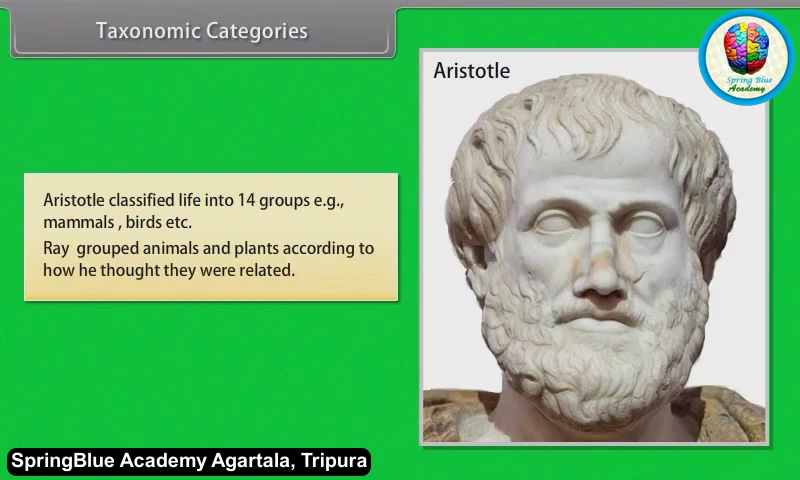 Taxonomic Categories
Aristotle
Spring Blue
Academy
Aristotle classified life into 14 groups e.g.,
mammals , birds etc.
Ray grouped animals and plants according to
how he thought they were related.
SpringBlue Academy Agartala, Tripura